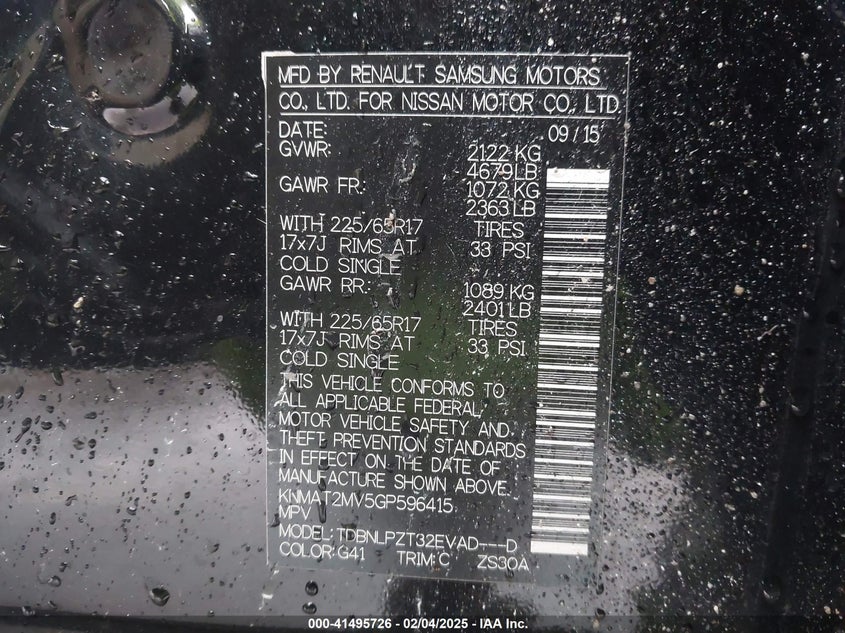 MFD BY RENAULT SAMSUNG MOTORS
CO., LTD. FOR NISSAN MOTOR CO., LTD
DATE: 09 / 15
GVWR: 2122 KG
4679 LB
GAWR FR.: 1072 KG
2363 LB
WITH 225/65R17 TIRES
17x7J RIMS AT 33 PSI
COLD SINGLE
GAWR RR.: 1089 KG
2401 LB
WITH 225/65R17 TIRES
17x7J RIMS AT 33 PSI
COLD SINGLE
THIS VEHICLE CONFORMS TO
ALL APPLICABLE FEDERAL
MOTOR VEHICLE SAFETY AND
THEFT PREVENTION STANDARDS
IN EFFECT ON THE DATE OF
MANUFACTURE SHOWN ABOVE.
KNMAT2MV5GP596415
MPV
MODEL: TDBNLPZT32EVAD---D
COLOR: G41 TRIM: C ZS30A
000-41495726 - 02/04/2025 - IAA Inc.